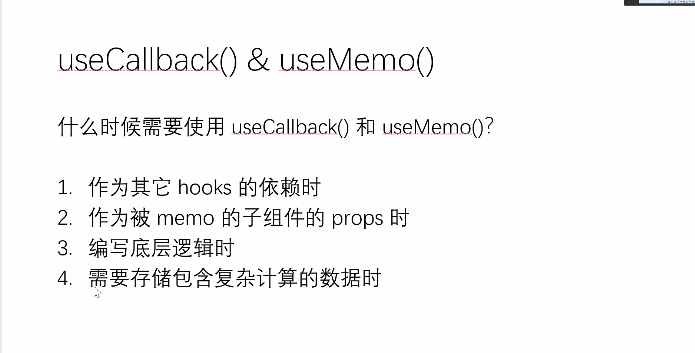 useCallback() & useMemo()
什么时候需要使用 useCallback() 和 useMemo()?
1. 作为其它 hooks 的依赖时
2. 作为被 memo 的子组件的 props 时
3. 编写底层逻辑时
4. 需要存储包含复杂计算的数据时